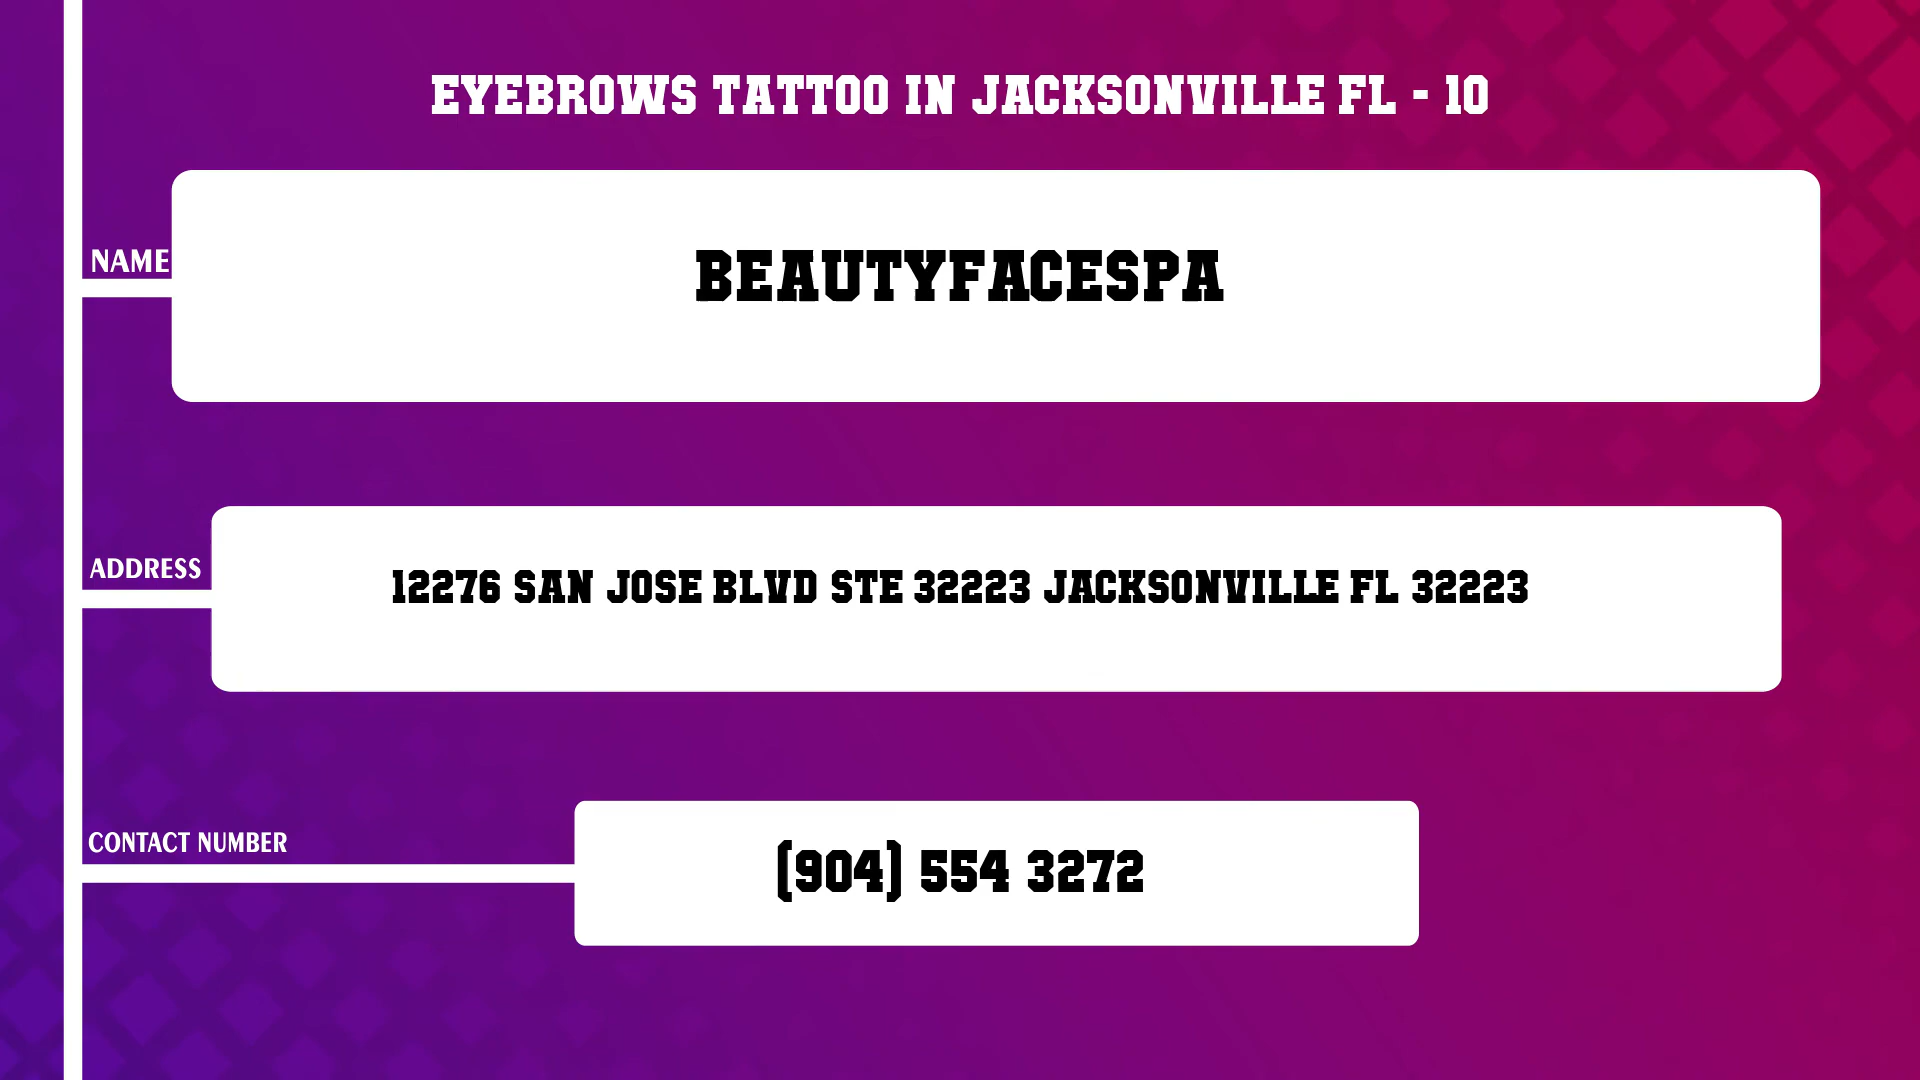 EYEBROWS TATTOO IN JACKSONVILLE FL - 10
NAME
BEAUTYFACESPA
ADDRESS
12276 SAN JOSE BLVD STE 32223 JACKSONVILLE FL 32223
CONTACT NUMBER
(904) 554 3272